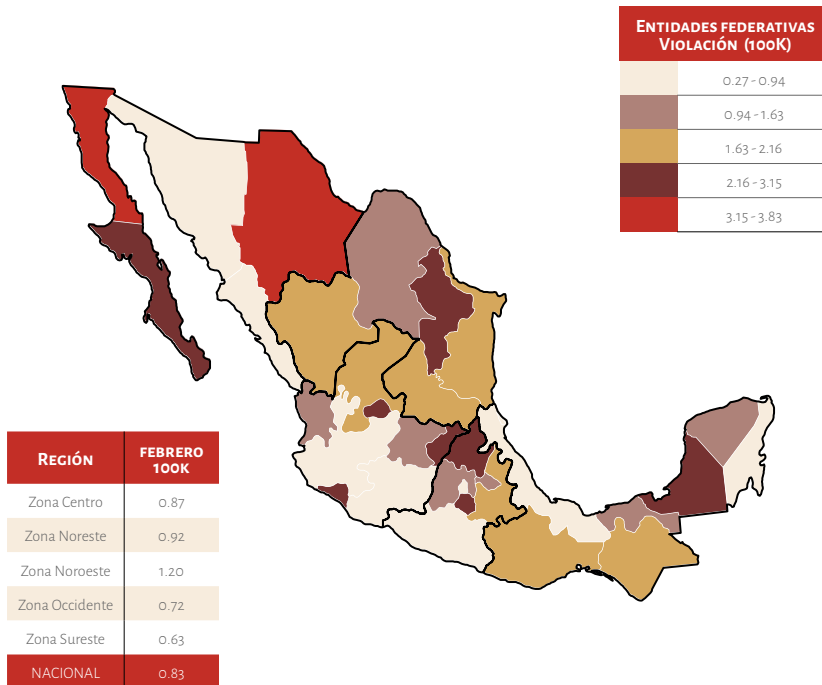 ENTIDADES FEDERATIVAS
VIOLACIÓN (100K)
0.27 - 0.94
0.94 - 1.63
1.63 - 2.16
2.16 - 3.15
3.15 - 3.83
REGIÓN FEBRERO 100K
Zona Centro 0.87
Zona Noreste 0.92
Zona Noroeste 1.20
Zona Occidente 0.72
Zona Sureste 0.63
NACIONAL 0.83